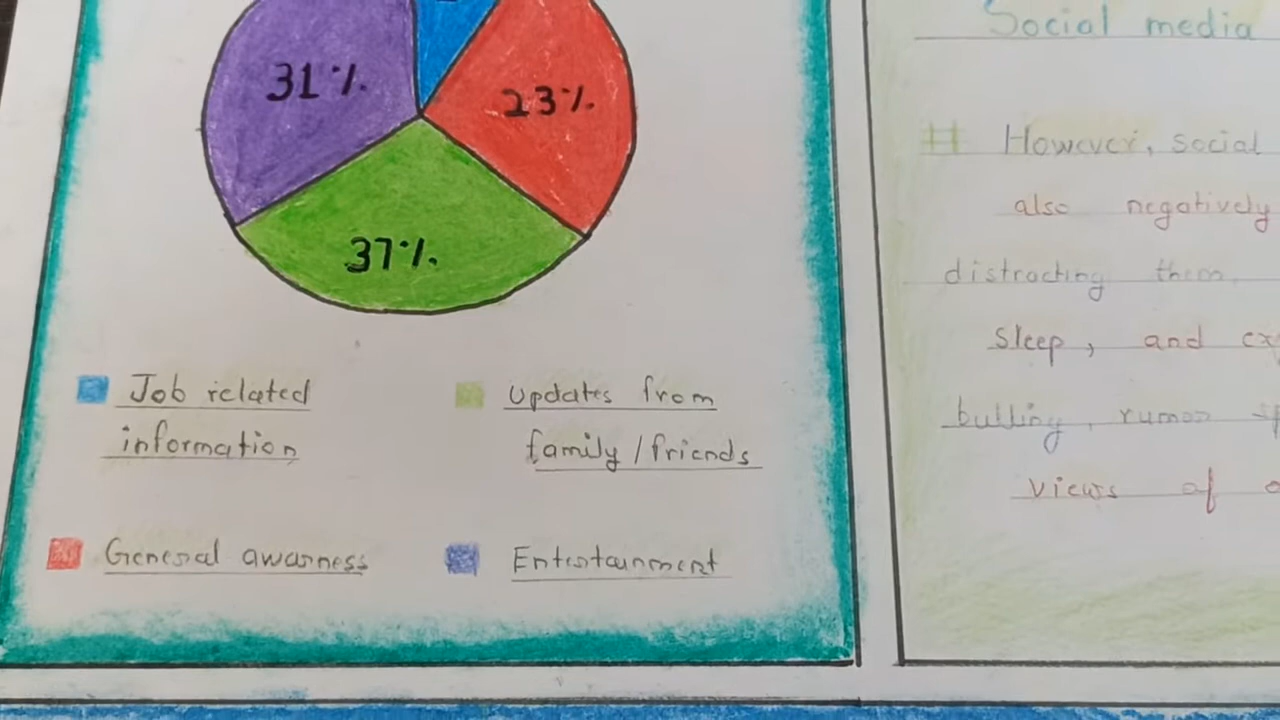 31%
23%
37%
Job related
information
Updates from
family/friends
General awarness
Entertainment
Social media
# However, social
also negatively
distracting them
Sleep, and
bulling, rumor
views of